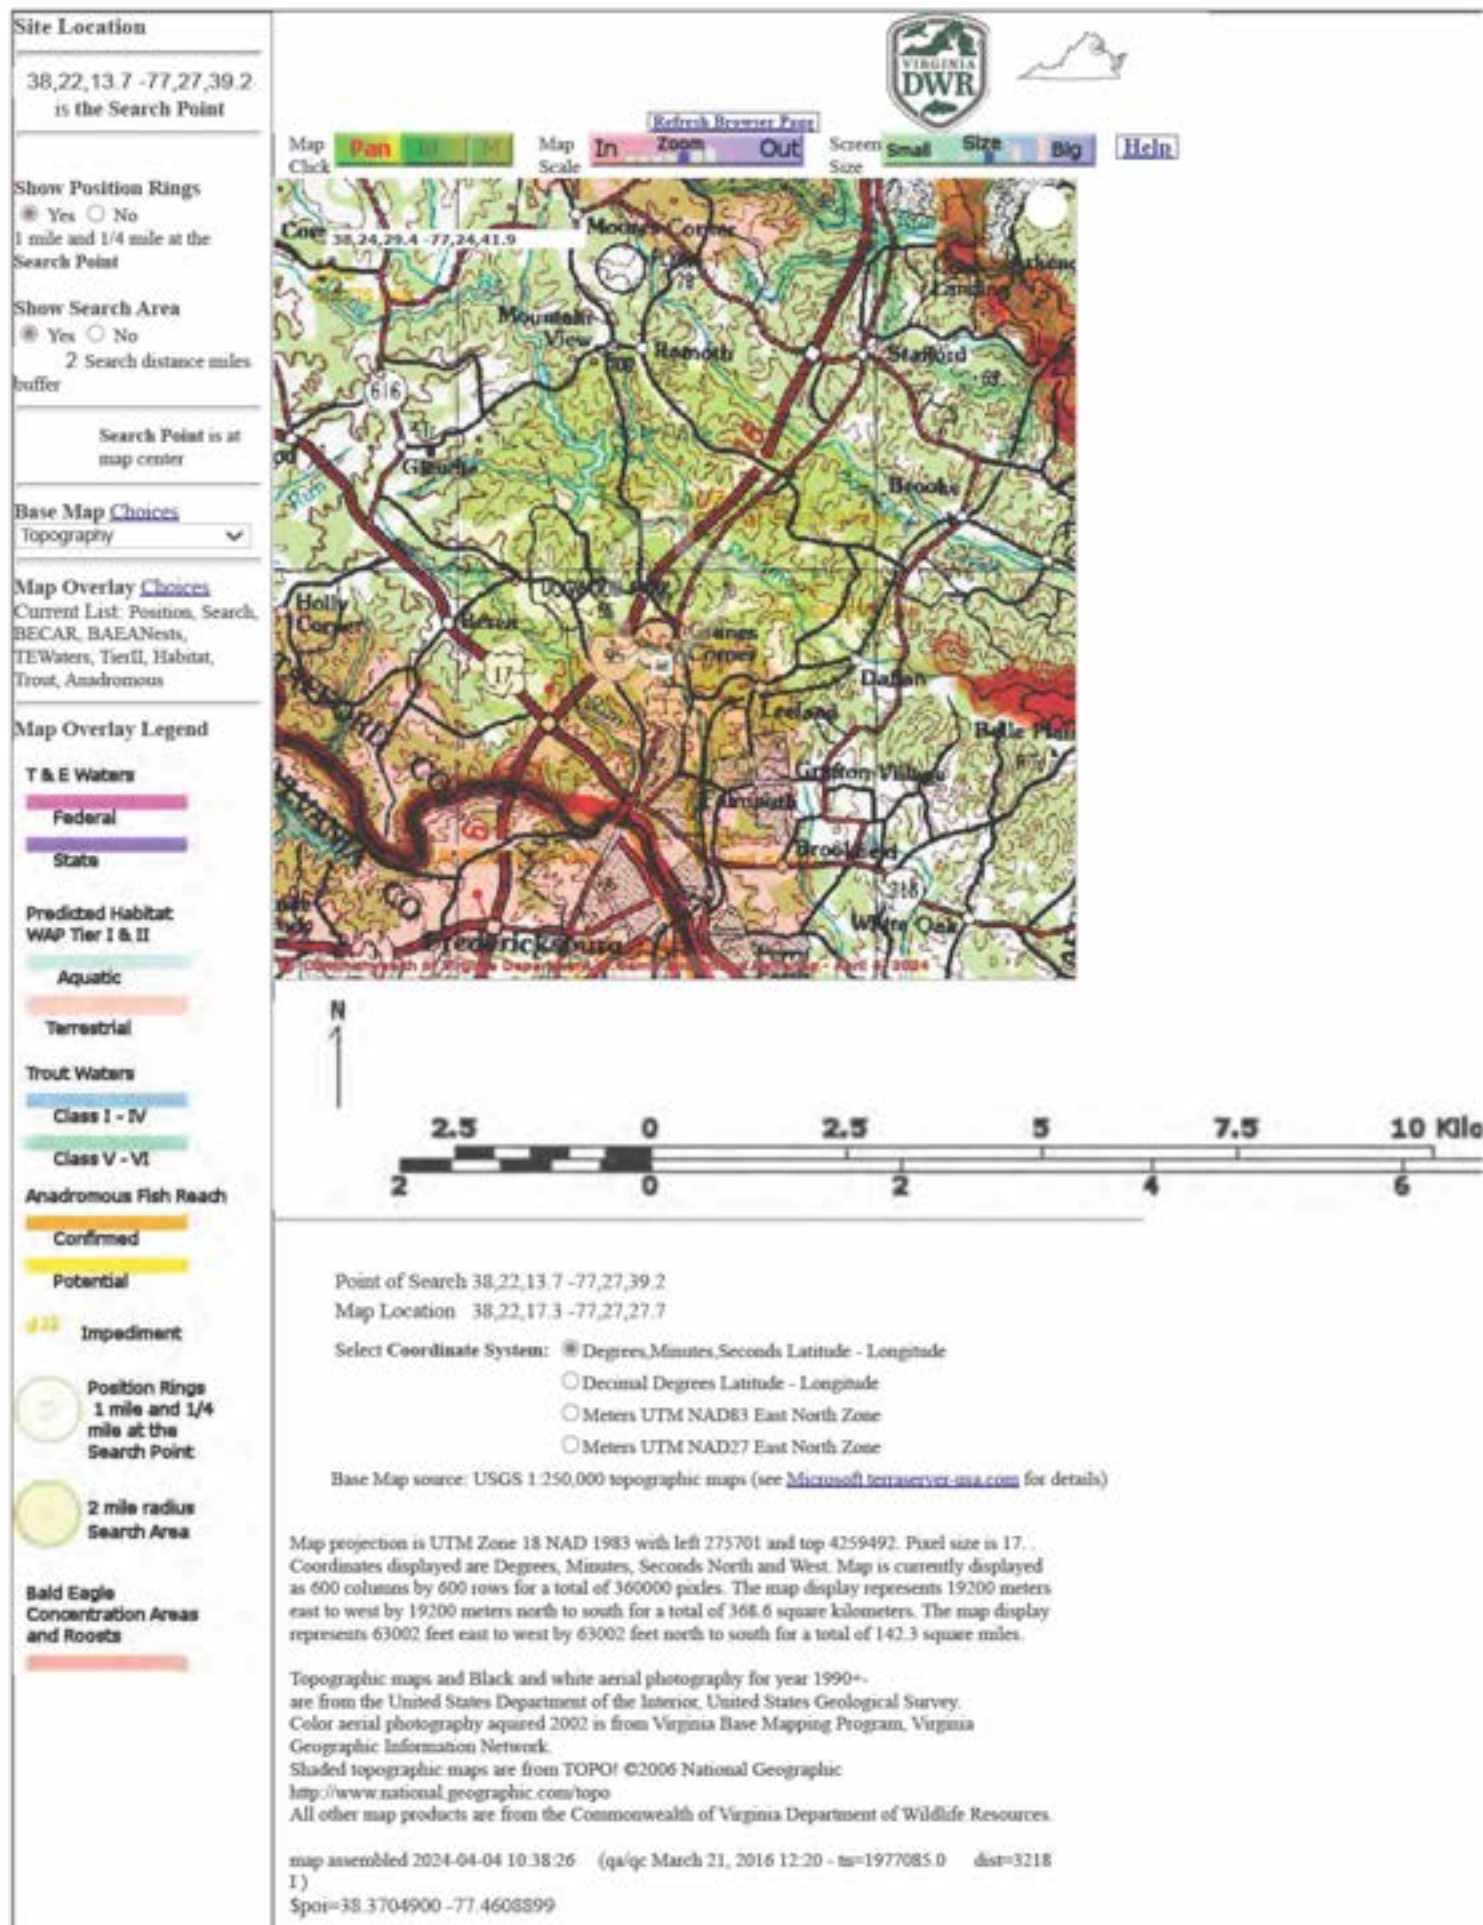 Site Location
38,22,13.7 -77,27,39.2
is the Search Point
Show Position Rings
Yes No
1 mile and 1/4 mile at the
Search Point
Show Search Area
Yes No
2 Search distance miles
buffer
Search Point is at
map center
Base Map Choices
Topography
Map Overlay Choices
Current List: Position, Search,
BECAR, BAEANests,
TEWaters, TierII, Habitat,
Trout, Anadromous
Map Overlay Legend
T & E Waters
Federal
State
Predicted Habitat
WAP Tier I & II
Aquatic
Terrestrial
Trout Waters
Class I - IV
Class V - VI
Anadromous Fish Reach
Confirmed
Potential
Impediment
Position Rings
1 mile and 1/4
mile at the
Search Point
2 mile radius
Search Area
Bald Eagle
Concentration Areas
and Roosts
VIRGINIA
DWR
Refresh Browser Page
Map
Click
Pan
Map
Scale
In Zoom Out
Screen
Size
Small Size Big
Help
38,24,29.4 -77,24,41.9
Moores Corner
Mountain
View
Ramoth
Stafford
616
Brooke
Holly
Corner
Berea
17
95
Leeland
Belle Plain
Grafton Village
218
White Oak
Fredericksburg
N
2.5 0 2.5 5 7.5 10 Kilo
2 0 2 4 6
Point of Search 38,22,13.7 -77,27,39.2
Map Location 38,22,17.3 -77,27,27.7
Select Coordinate System: Degrees,Minutes,Seconds Latitude - Longitude
Decimal Degrees Latitude - Longitude
Meters UTM NAD83 East North Zone
Meters UTM NAD27 East North Zone
Base Map source: USGS 1:250,000 topographic maps (see Microsoft terraserver-usa.com for details)
Map projection is UTM Zone 18 NAD 1983 with left 275701 and top 4259492. Pixel size is 17. .
Coordinates displayed are Degrees, Minutes, Seconds North and West. Map is currently displayed
as 600 columns by 600 rows for a total of 360000 pixles. The map display represents 19200 meters
east to west by 19200 meters north to south for a total of 368.6 square kilometers. The map display
represents 63002 feet east to west by 63002 feet north to south for a total of 142.3 square miles.
Topographic maps and Black and white aerial photography for year 1990+-
are from the United States Department of the Interior, United States Geological Survey.
Color aerial photography aquired 2002 is from Virginia Base Mapping Program, Virginia
Geographic Information Network.
Shaded topographic maps are from TOPO! ©2006 National Geographic
http://www.national.geographic.com/topo
All other map products are from the Commonwealth of Virginia Department of Wildlife Resources.
map assembled 2024-04-04 10:38:26 (qa/qc March 21, 2016 12:20 - tn=1977085.0 dist=3218
I )
$poi=38.3704900 -77.4608899